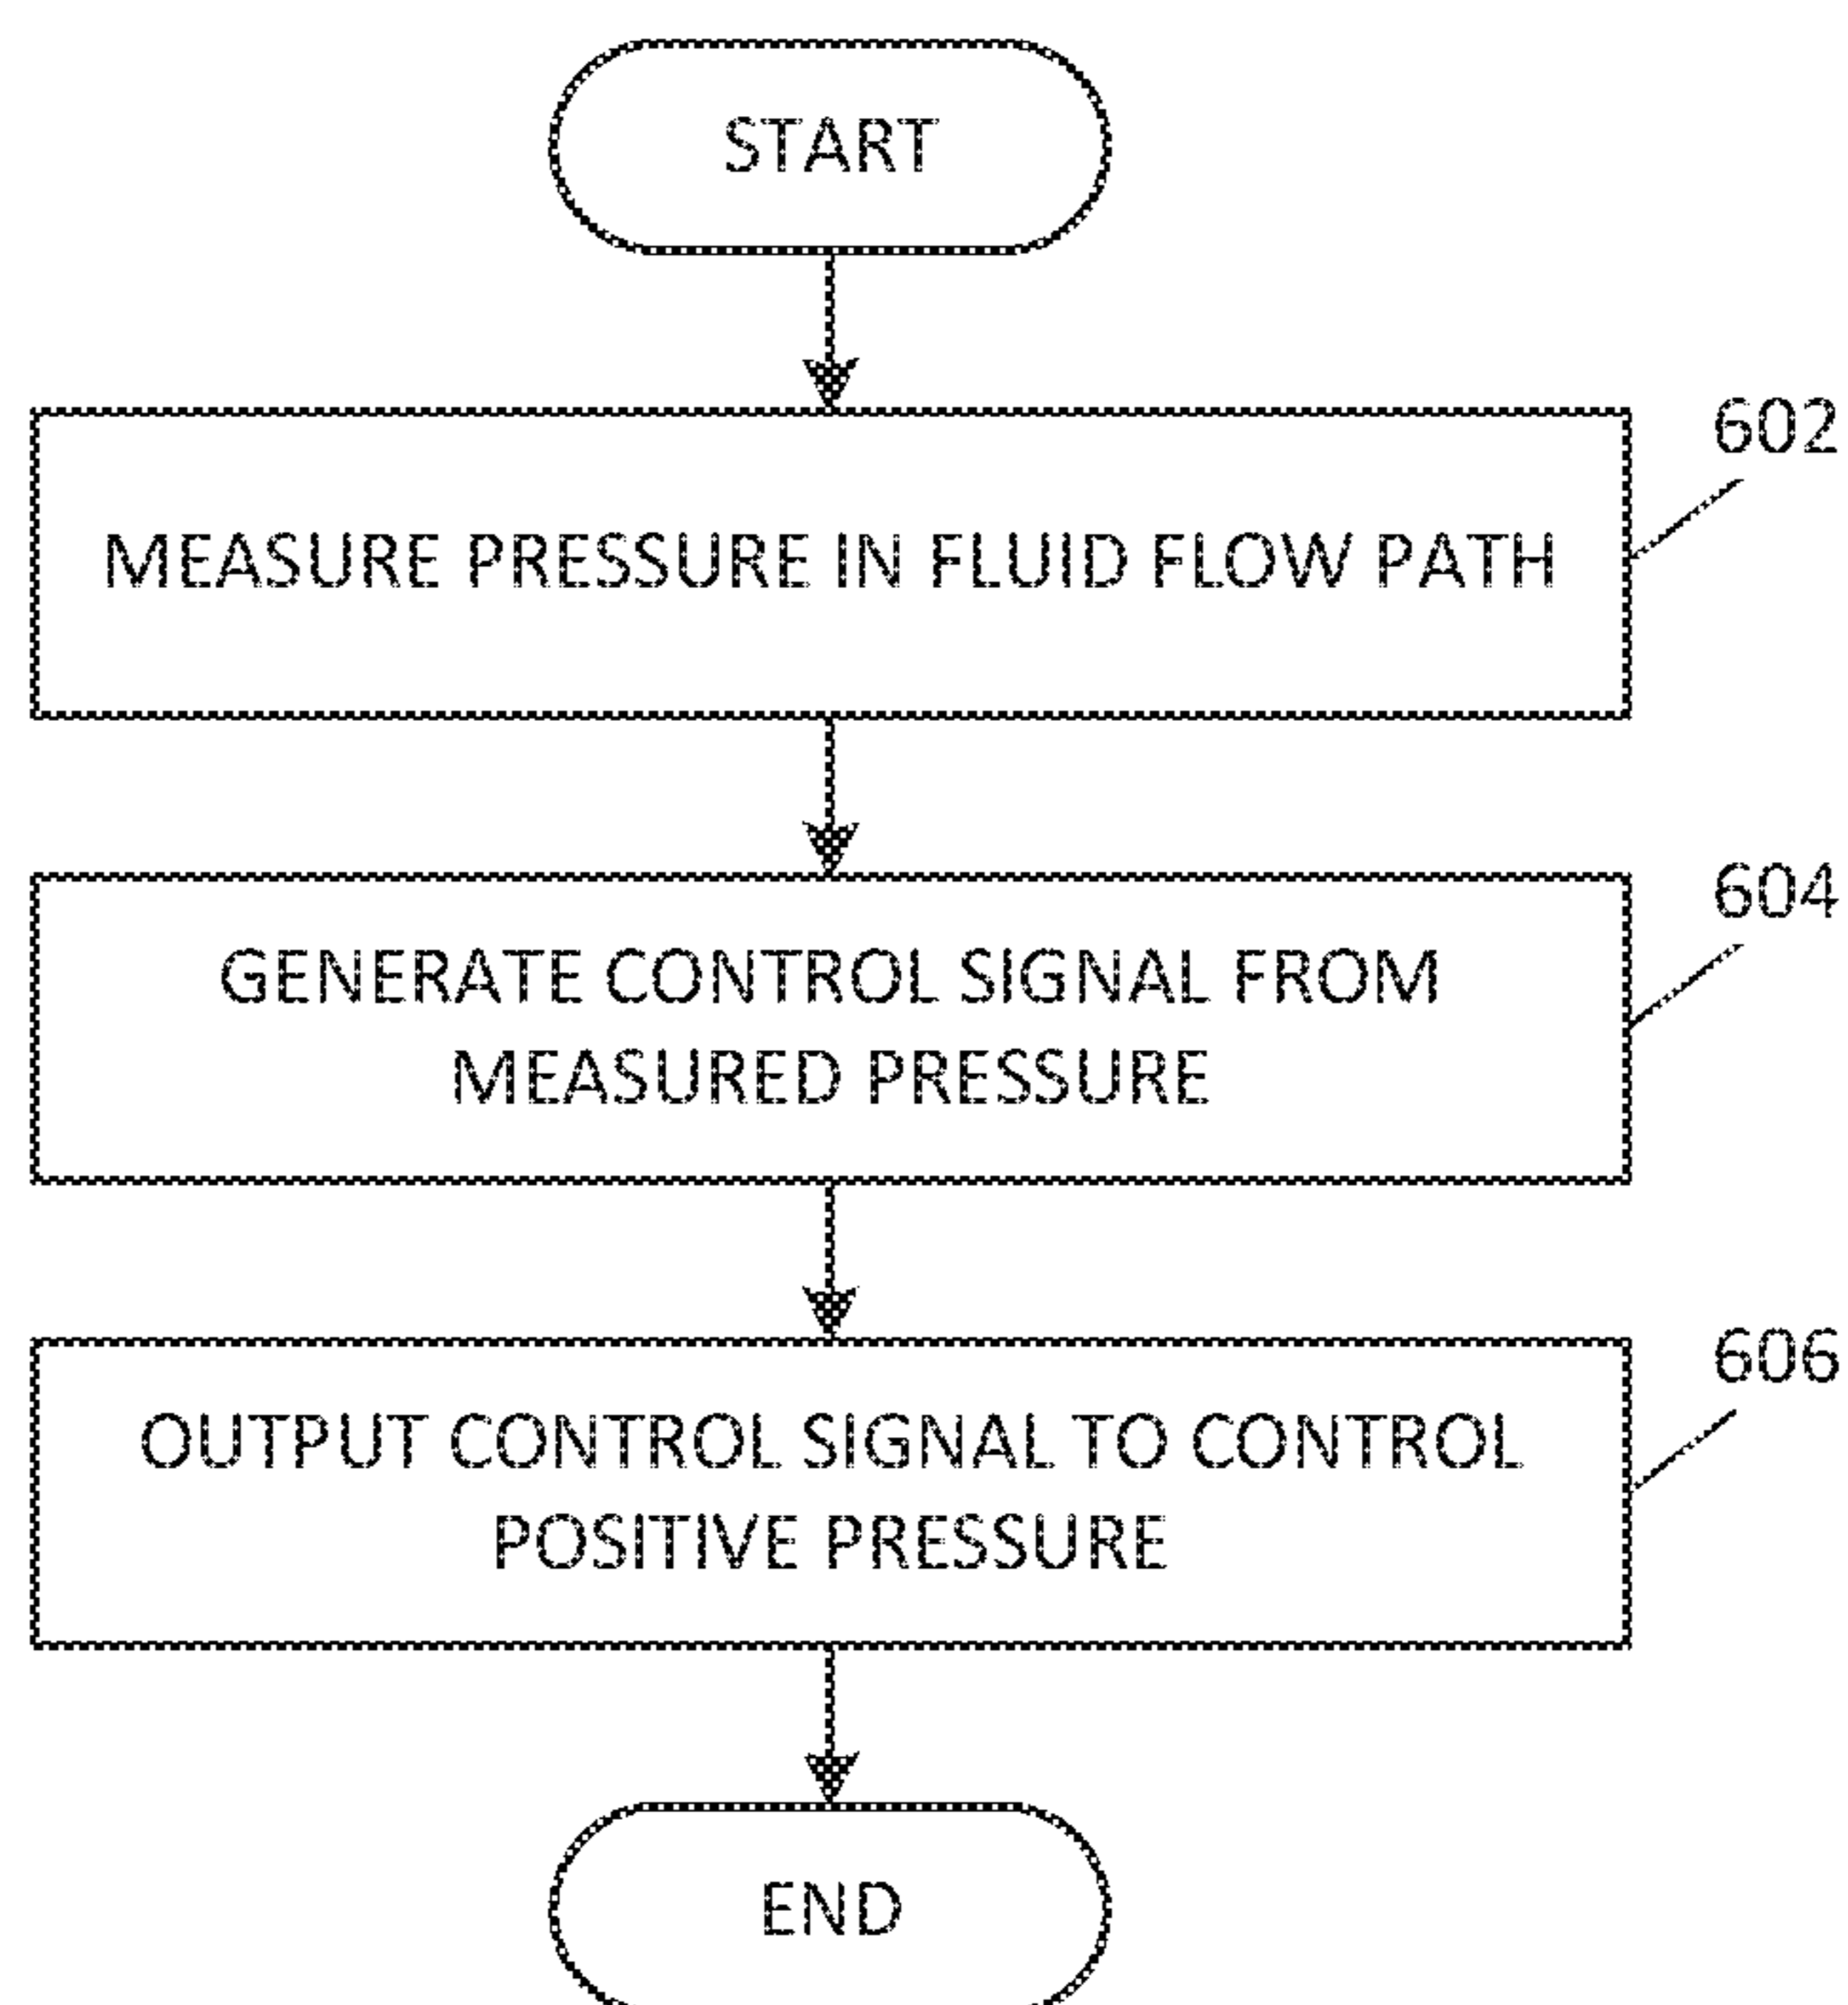 START
602
MEASURE PRESSURE IN FLUID FLOW PATH
604
GENERATE CONTROL SIGNAL FROM
MEASURED PRESSURE
606
OUTPUT CONTROL SIGNAL TO CONTROL
POSITIVE PRESSURE
END